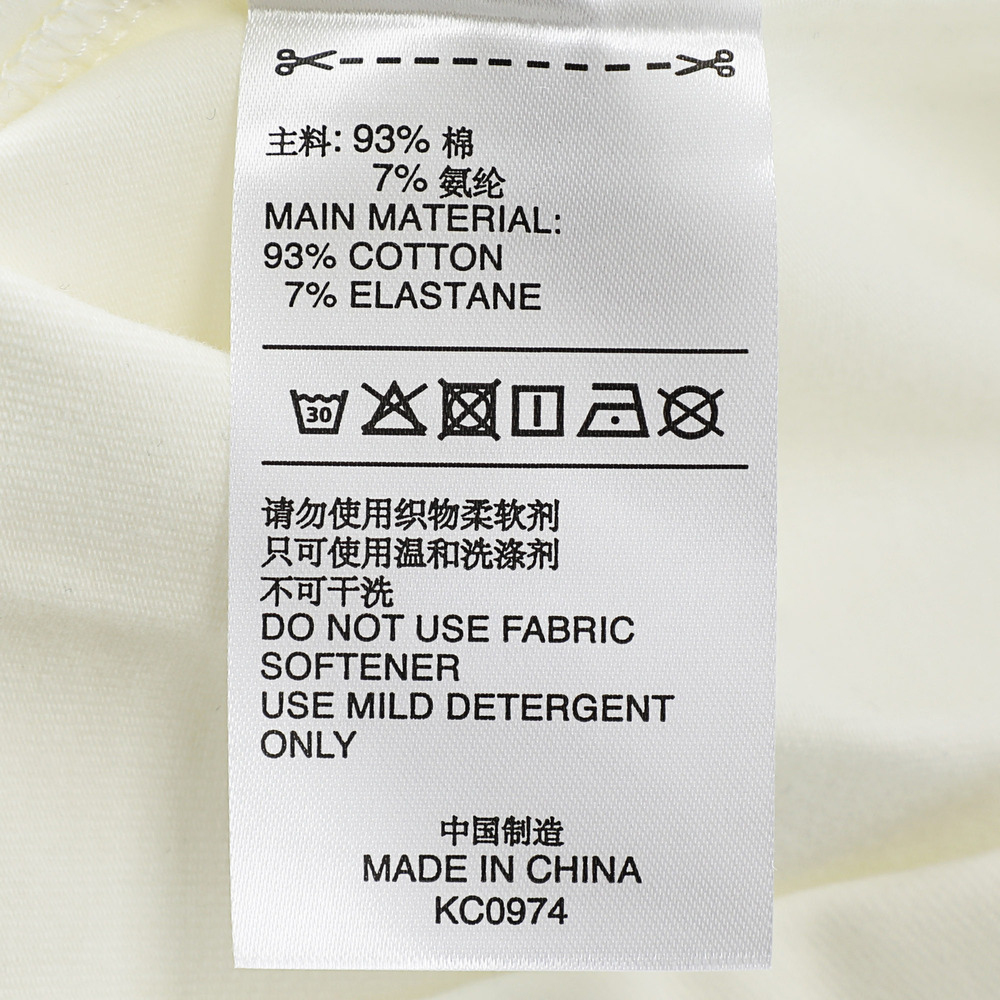 主料: 93% 棉
7% 氨纶
MAIN MATERIAL:
93% COTTON
7% ELASTANE
30
请勿使用织物柔软剂
只可使用温和洗涤剂
不可干洗
DO NOT USE FABRIC
SOFTENER
USE MILD DETERGENT
ONLY
中国制造
MADE IN CHINA
KC0974